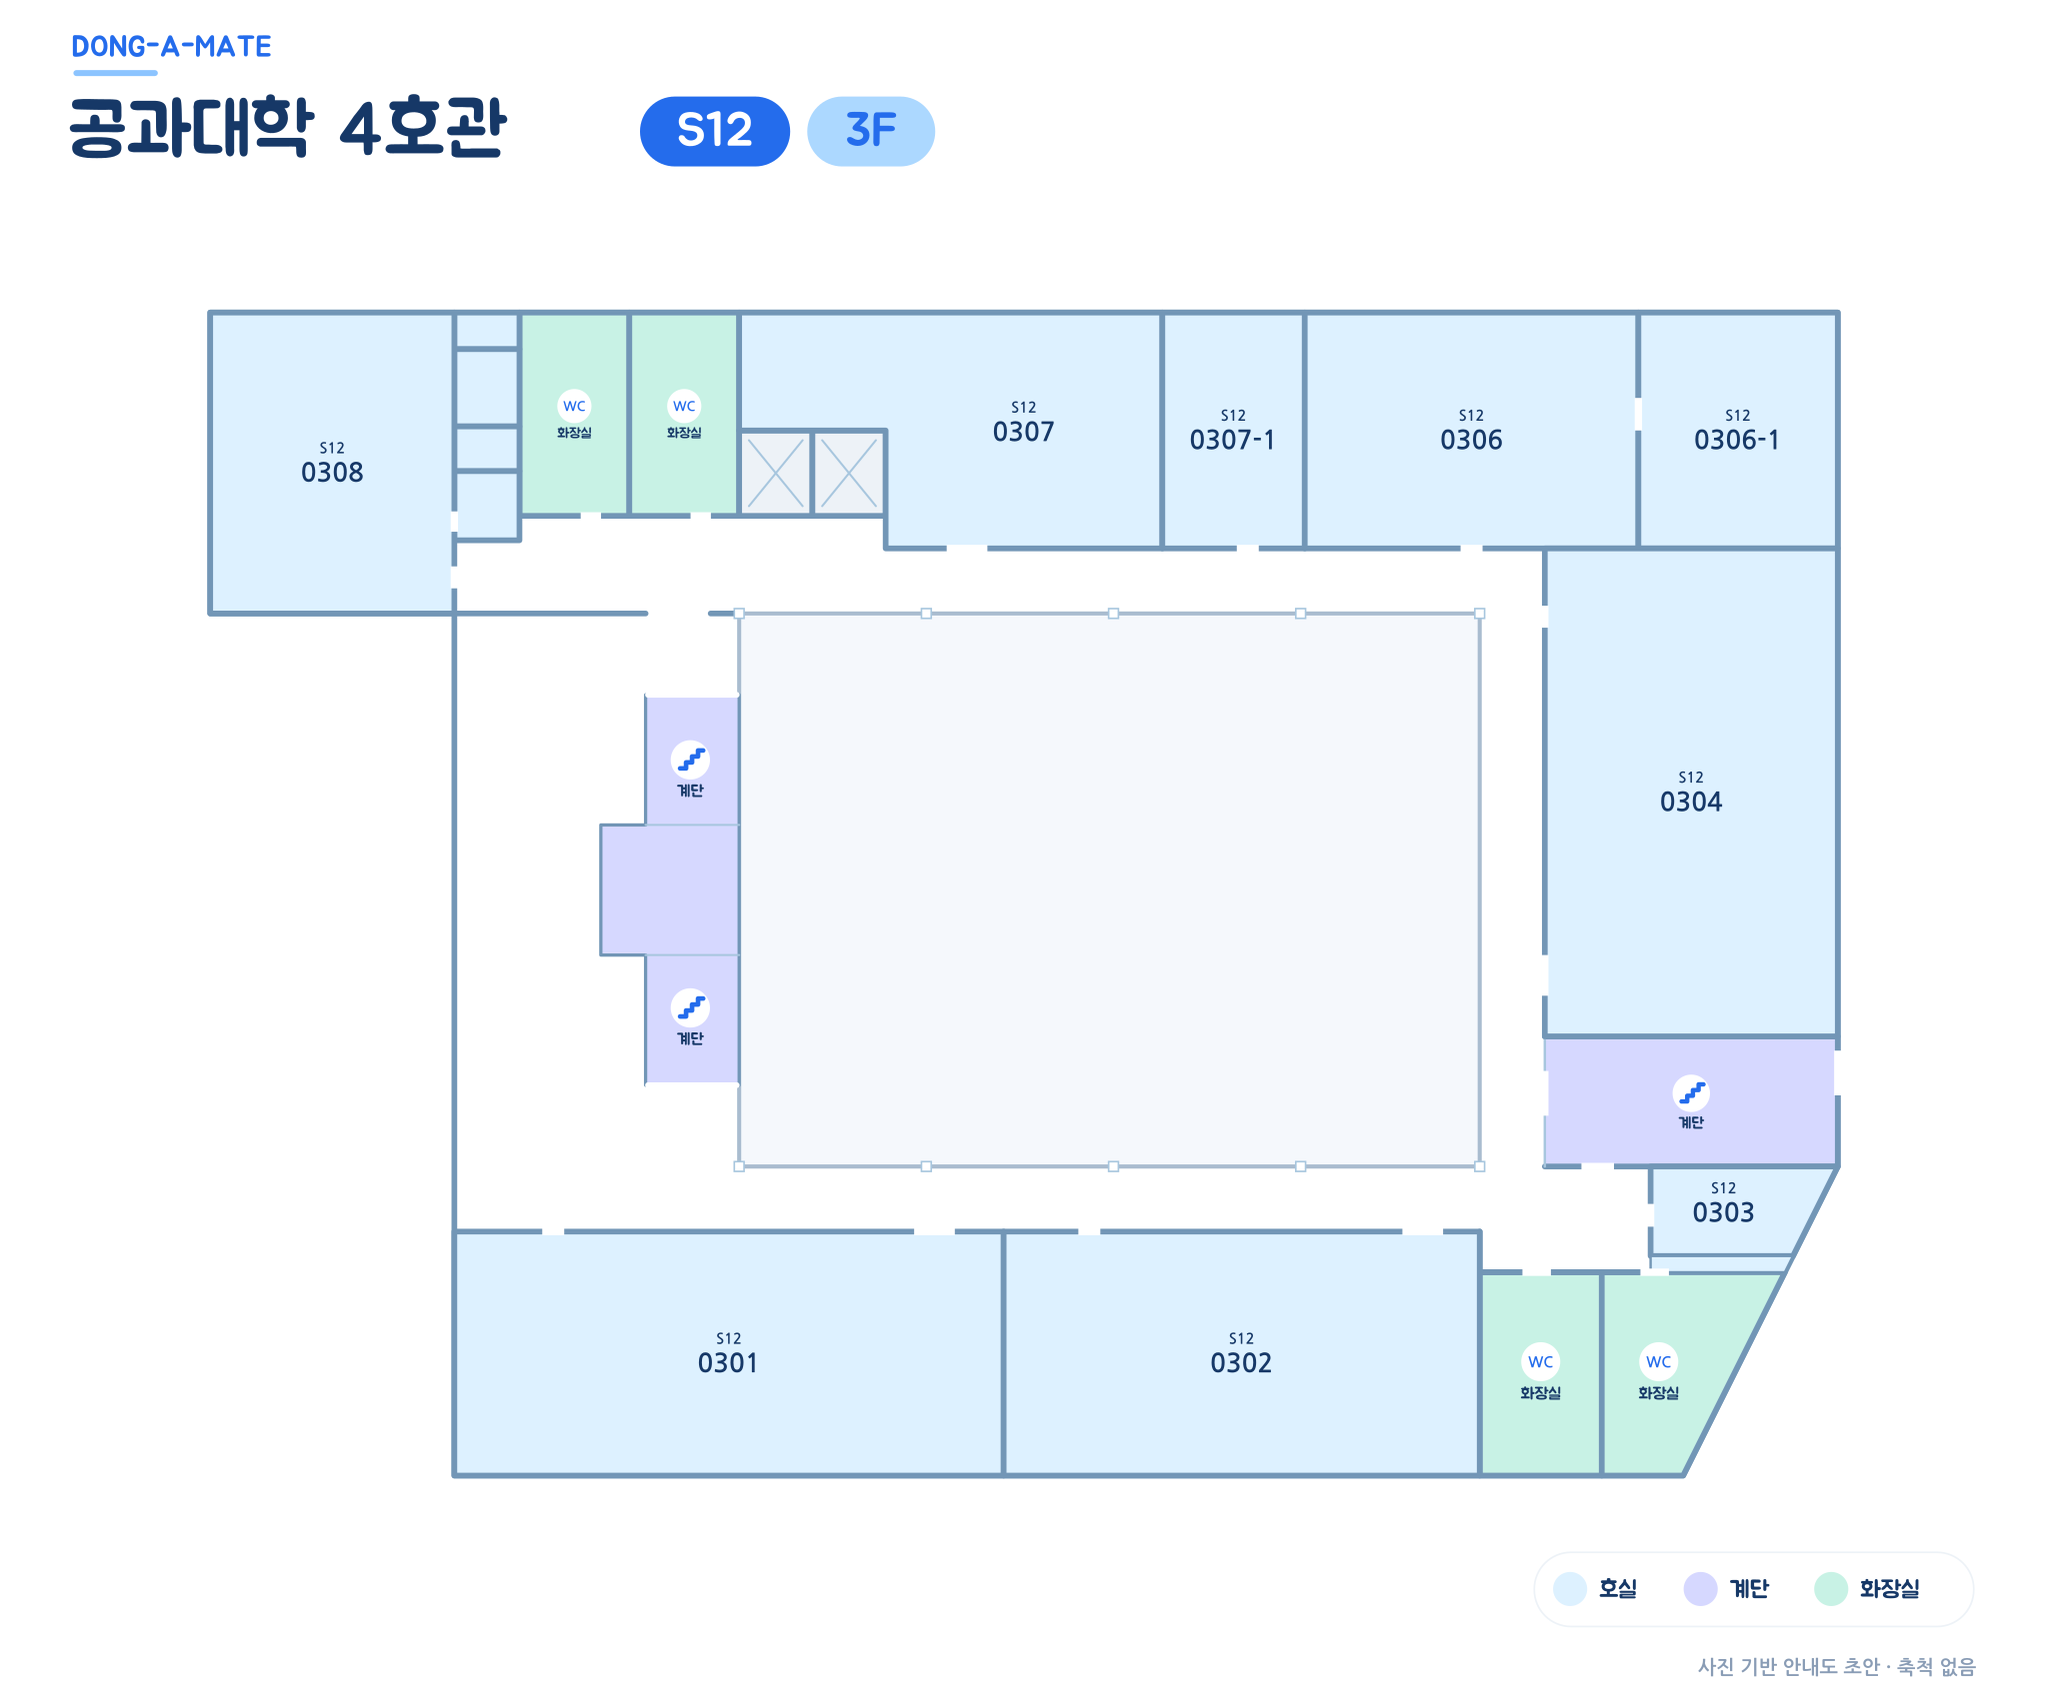 DONG-A-MATE
공과대학 4호관
S12
3F
S12
0308
WC
화장실
WC
화장실
S12
0307
S12
0307-1
S12
0306
S12
0306-1
계단
S12
0304
계단
계단
S12
0303
S12
0301
S12
0302
WC
화장실
WC
화장실
호실
계단
화장실
사진 기반 안내도 초안 · 축척 없음